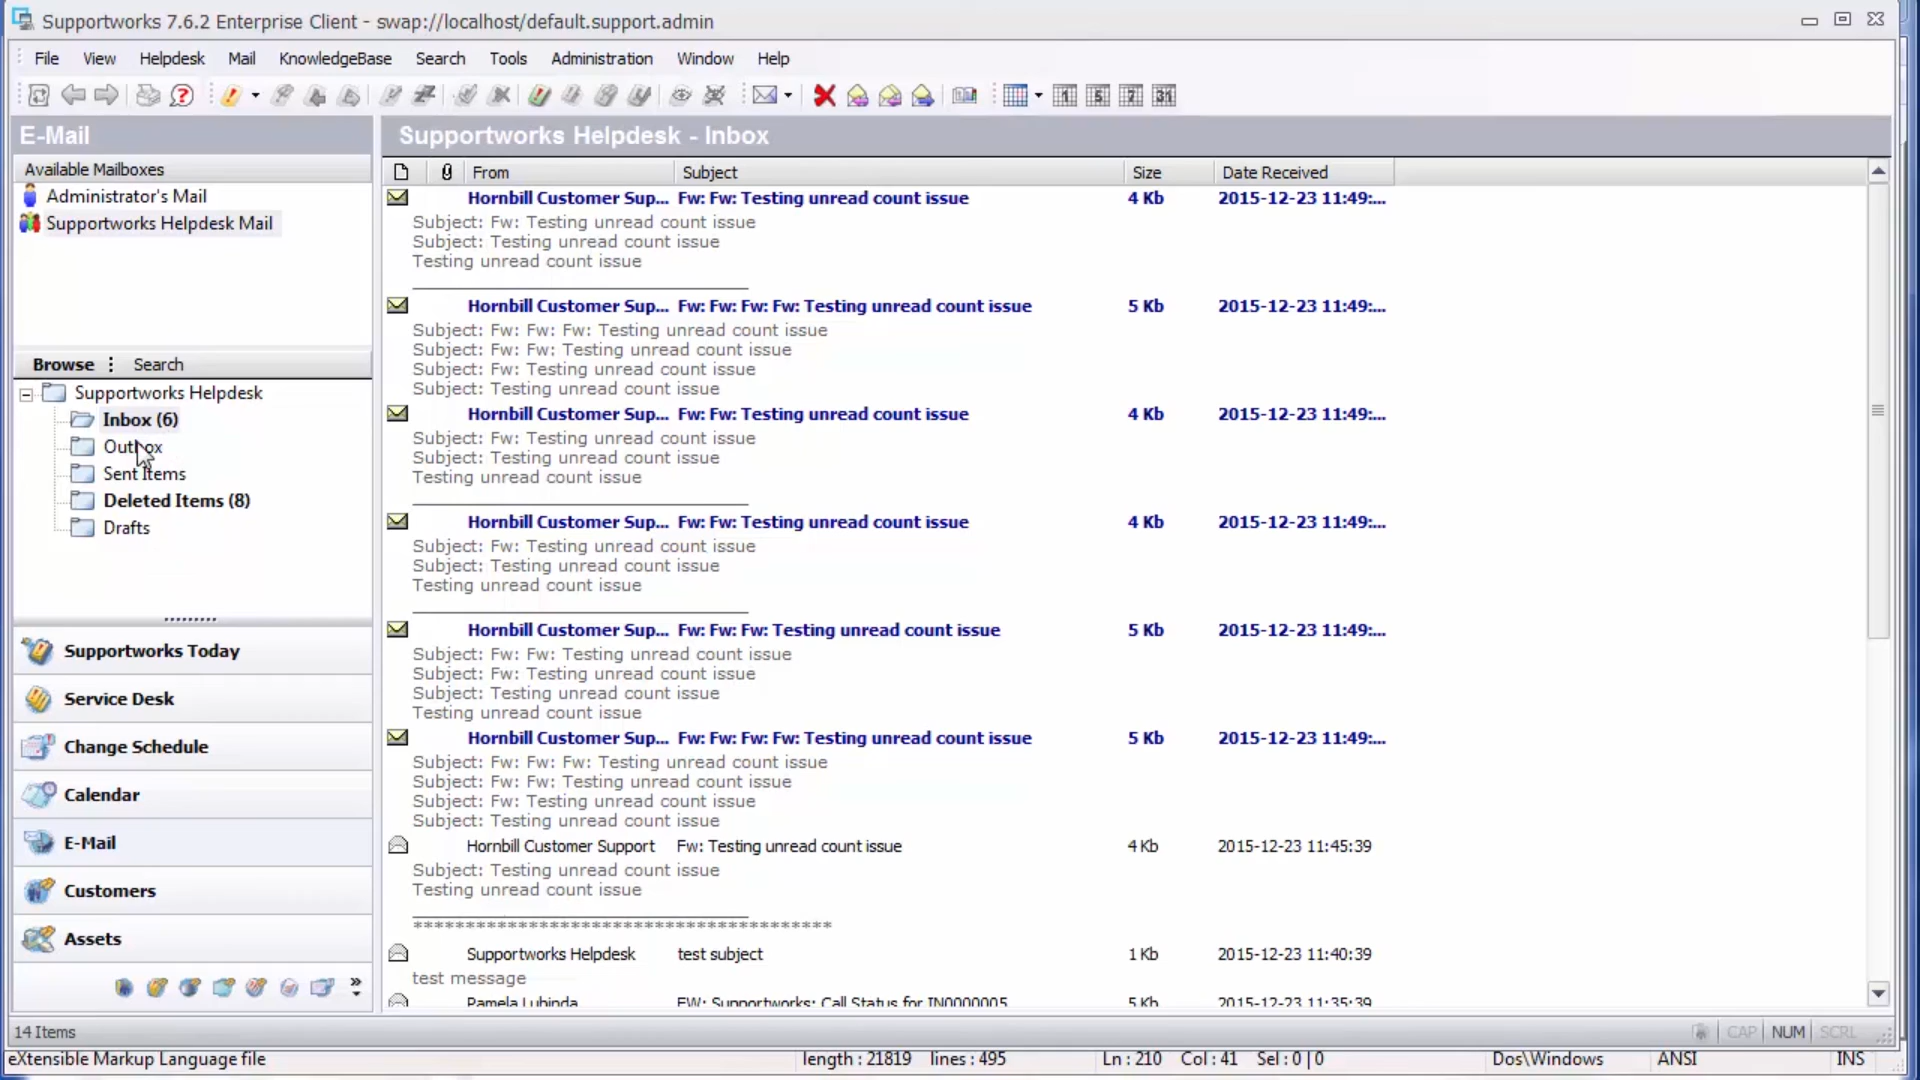 Supportworks 7.6.2 Enterprise Client - swap://localhost/default.support.admin
File View Helpdesk Mail KnowledgeBase Search Tools Administration Window Help
1 5 7 31
E-Mail
Available Mailboxes
Administrator's Mail
Supportworks Helpdesk Mail
Browse Search
Supportworks Helpdesk
Inbox (6)
Outbox
Sent Items
Deleted Items (8)
Drafts
Supportworks Today
Service Desk
Change Schedule
Calendar
E-Mail
Customers
Assets
Supportworks Helpdesk - Inbox
From Subject Size Date Received
Hornbill Customer Sup... Fw: Fw: Testing unread count issue 4 Kb 2015-12-23 11:49:...
Subject: Fw: Testing unread count issue
Subject: Testing unread count issue
Testing unread count issue
Hornbill Customer Sup... Fw: Fw: Fw: Fw: Testing unread count issue 5 Kb 2015-12-23 11:49:...
Subject: Fw: Fw: Fw: Testing unread count issue
Subject: Fw: Fw: Testing unread count issue
Subject: Fw: Testing unread count issue
Subject: Testing unread count issue
Hornbill Customer Sup... Fw: Fw: Testing unread count issue 4 Kb 2015-12-23 11:49:...
Subject: Fw: Testing unread count issue
Subject: Testing unread count issue
Testing unread count issue
Hornbill Customer Sup... Fw: Fw: Testing unread count issue 4 Kb 2015-12-23 11:49:...
Subject: Fw: Testing unread count issue
Subject: Testing unread count issue
Testing unread count issue
Hornbill Customer Sup... Fw: Fw: Fw: Testing unread count issue 5 Kb 2015-12-23 11:49:...
Subject: Fw: Fw: Testing unread count issue
Subject: Fw: Testing unread count issue
Subject: Testing unread count issue
Testing unread count issue
Hornbill Customer Sup... Fw: Fw: Fw: Fw: Testing unread count issue 5 Kb 2015-12-23 11:49:...
Subject: Fw: Fw: Fw: Testing unread count issue
Subject: Fw: Fw: Testing unread count issue
Subject: Fw: Testing unread count issue
Subject: Testing unread count issue
Hornbill Customer Support Fw: Testing unread count issue 4 Kb 2015-12-23 11:45:39
Subject: Testing unread count issue
Testing unread count issue
****************************************
Supportworks Helpdesk test subject 1 Kb 2015-12-23 11:40:39
test message
Pamela Lubinda FW: Supportworks: Call Status for IN0000005 5 Kb 2015-12-23 11:35:39
14 Items CAP NUM SCRL
eXtensible Markup Language file length : 21819 lines : 495 Ln : 210 Col : 41 Sel : 0 | 0 Dos\Windows ANSI INS